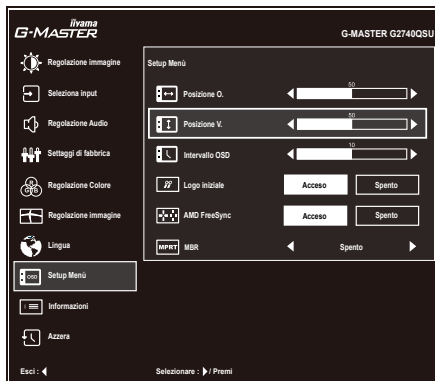 iiyama
G-MASTER
G-MASTER G2740QSU
Regolazione immagine
Seleziona input
Regolazione Audio
Settaggi di fabbrica
R G B
Regolazione Colore
Regolazione immagine
Lingua
OSD
Setup Menù
i
Informazioni
Azzera
Setup Menù
Posizione O.
50
Posizione V.
50
Intervallo OSD
10
Logo iniziale
Acceso
Spento
AMD FreeSync
Acceso
Spento
MPRT
MBR
Spento
Esci :
Selezionare : / Premi